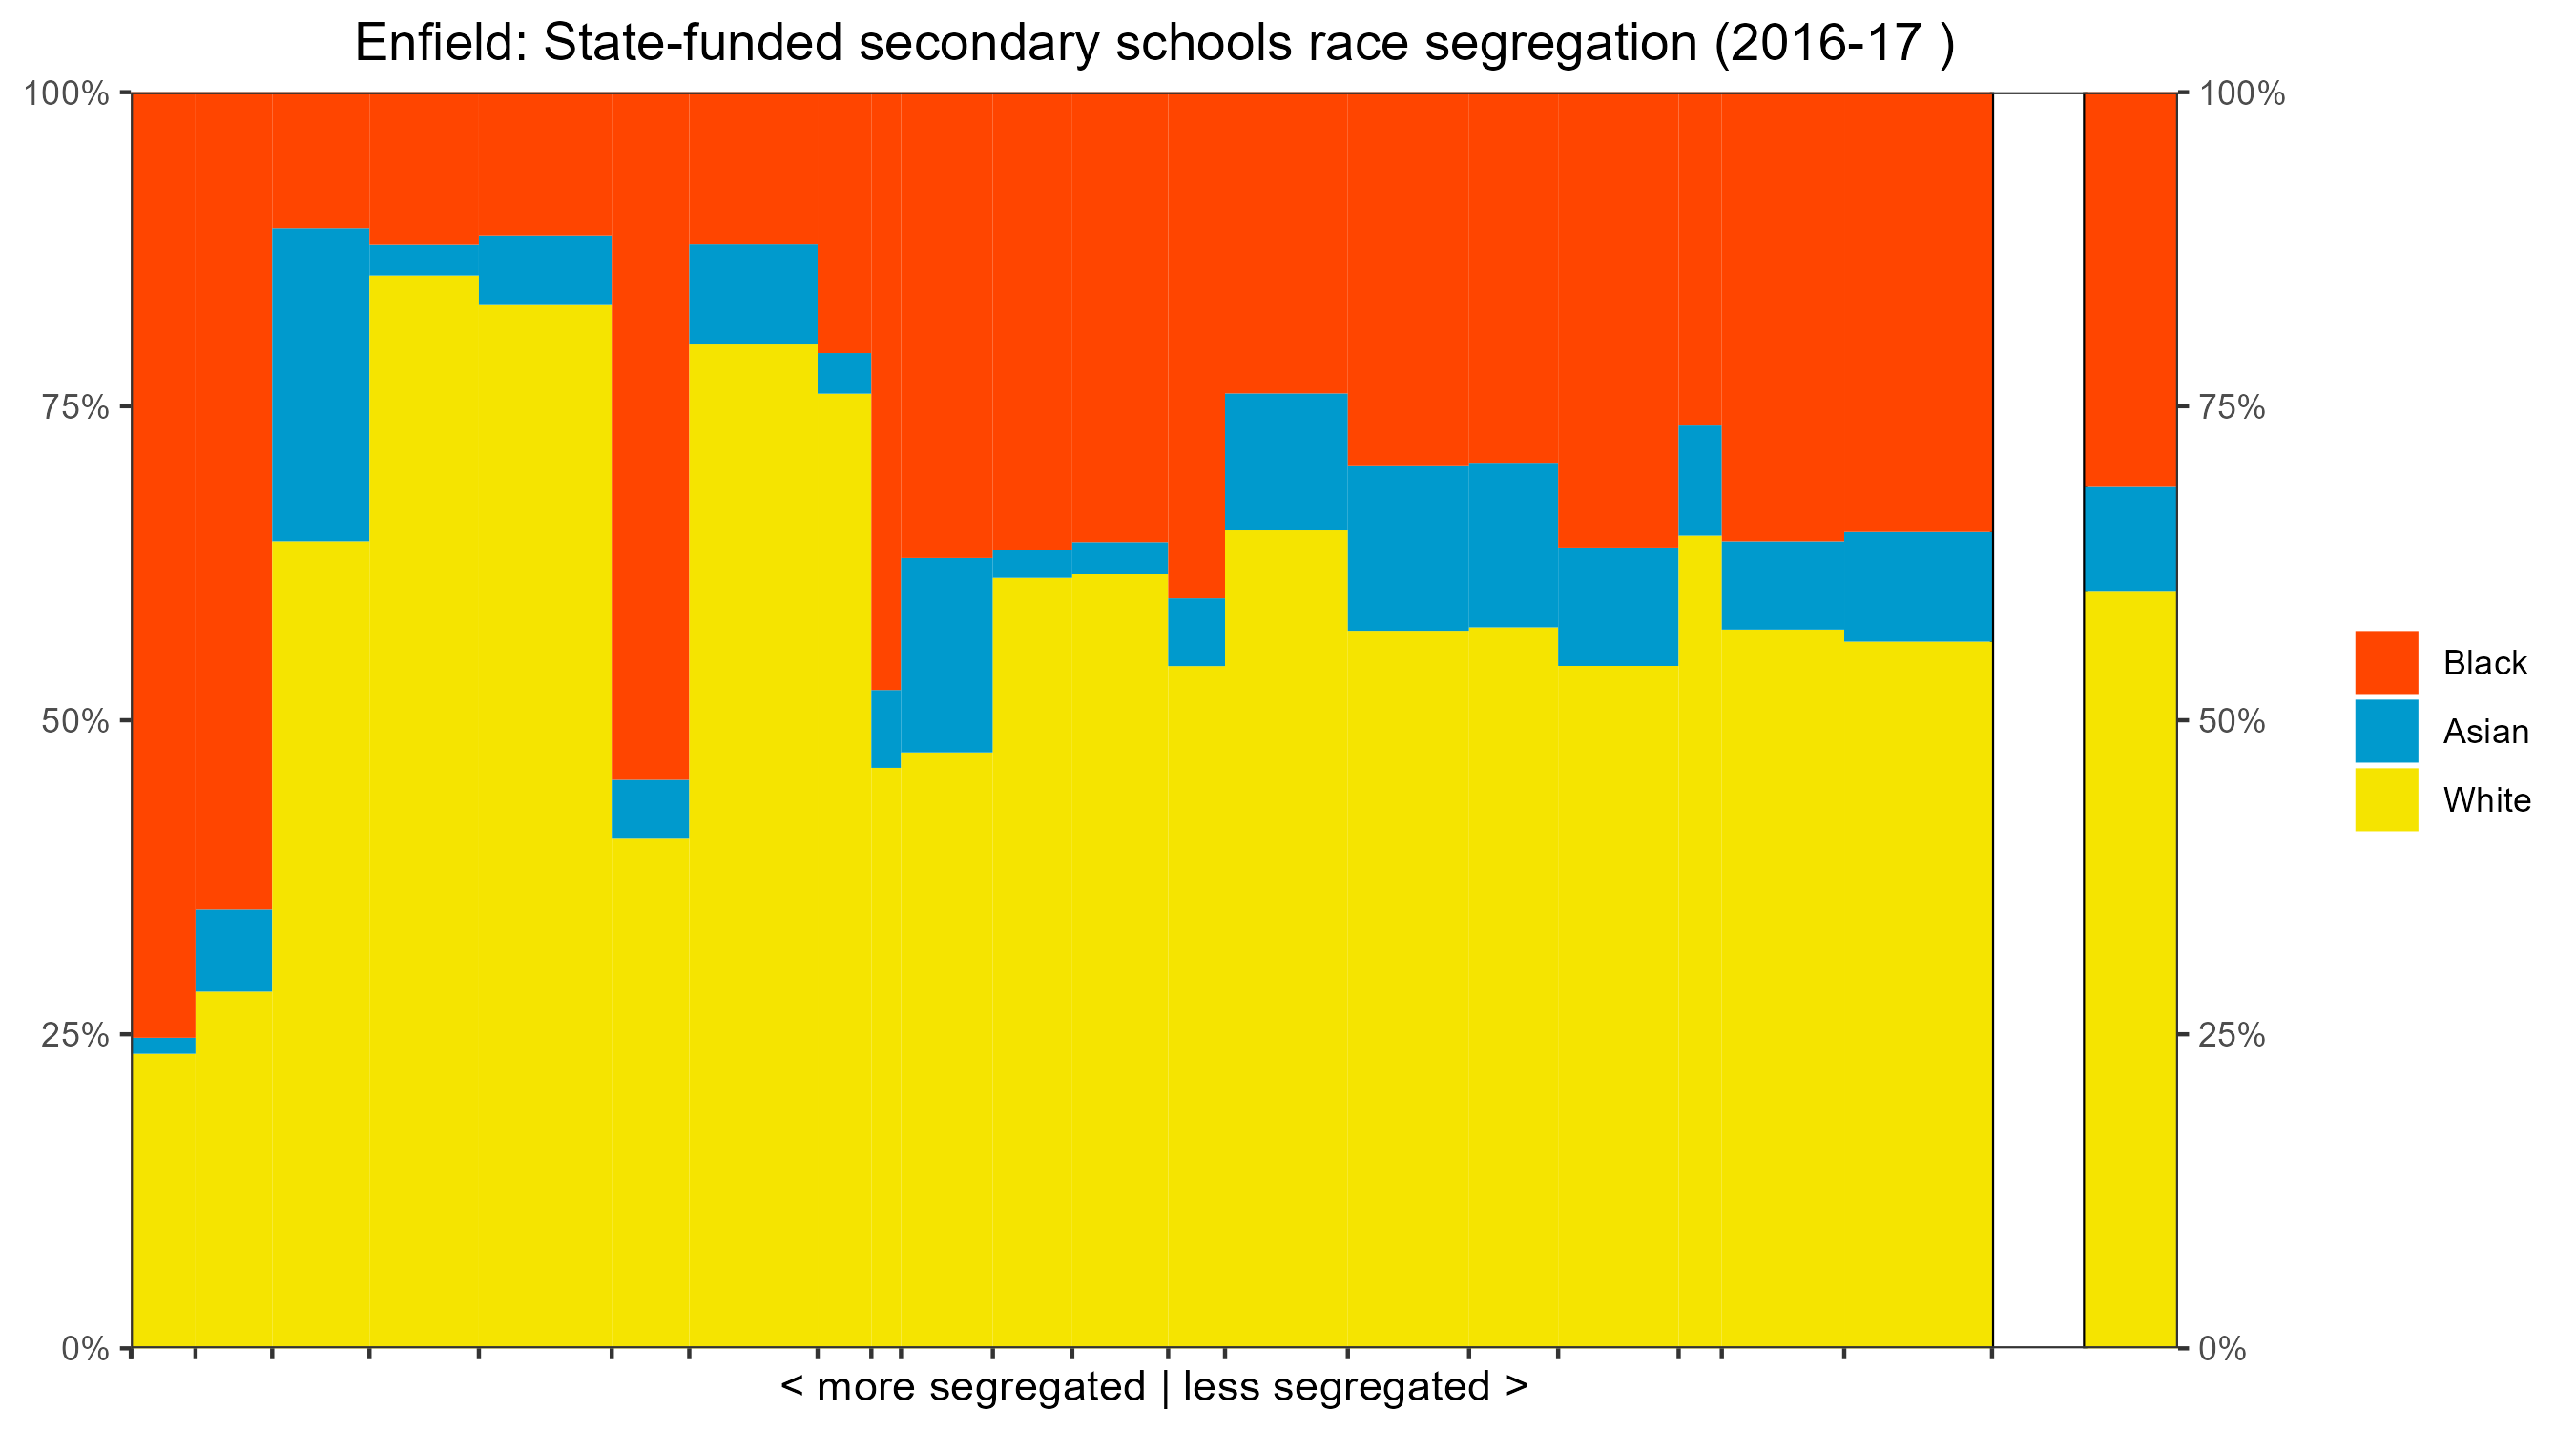 Enfield: State-funded secondary schools race segregation (2016-17 )
100%
75%
50%
25%
0%
100%
75%
50%
25%
0%
Black
Asian
White
< more segregated | less segregated >